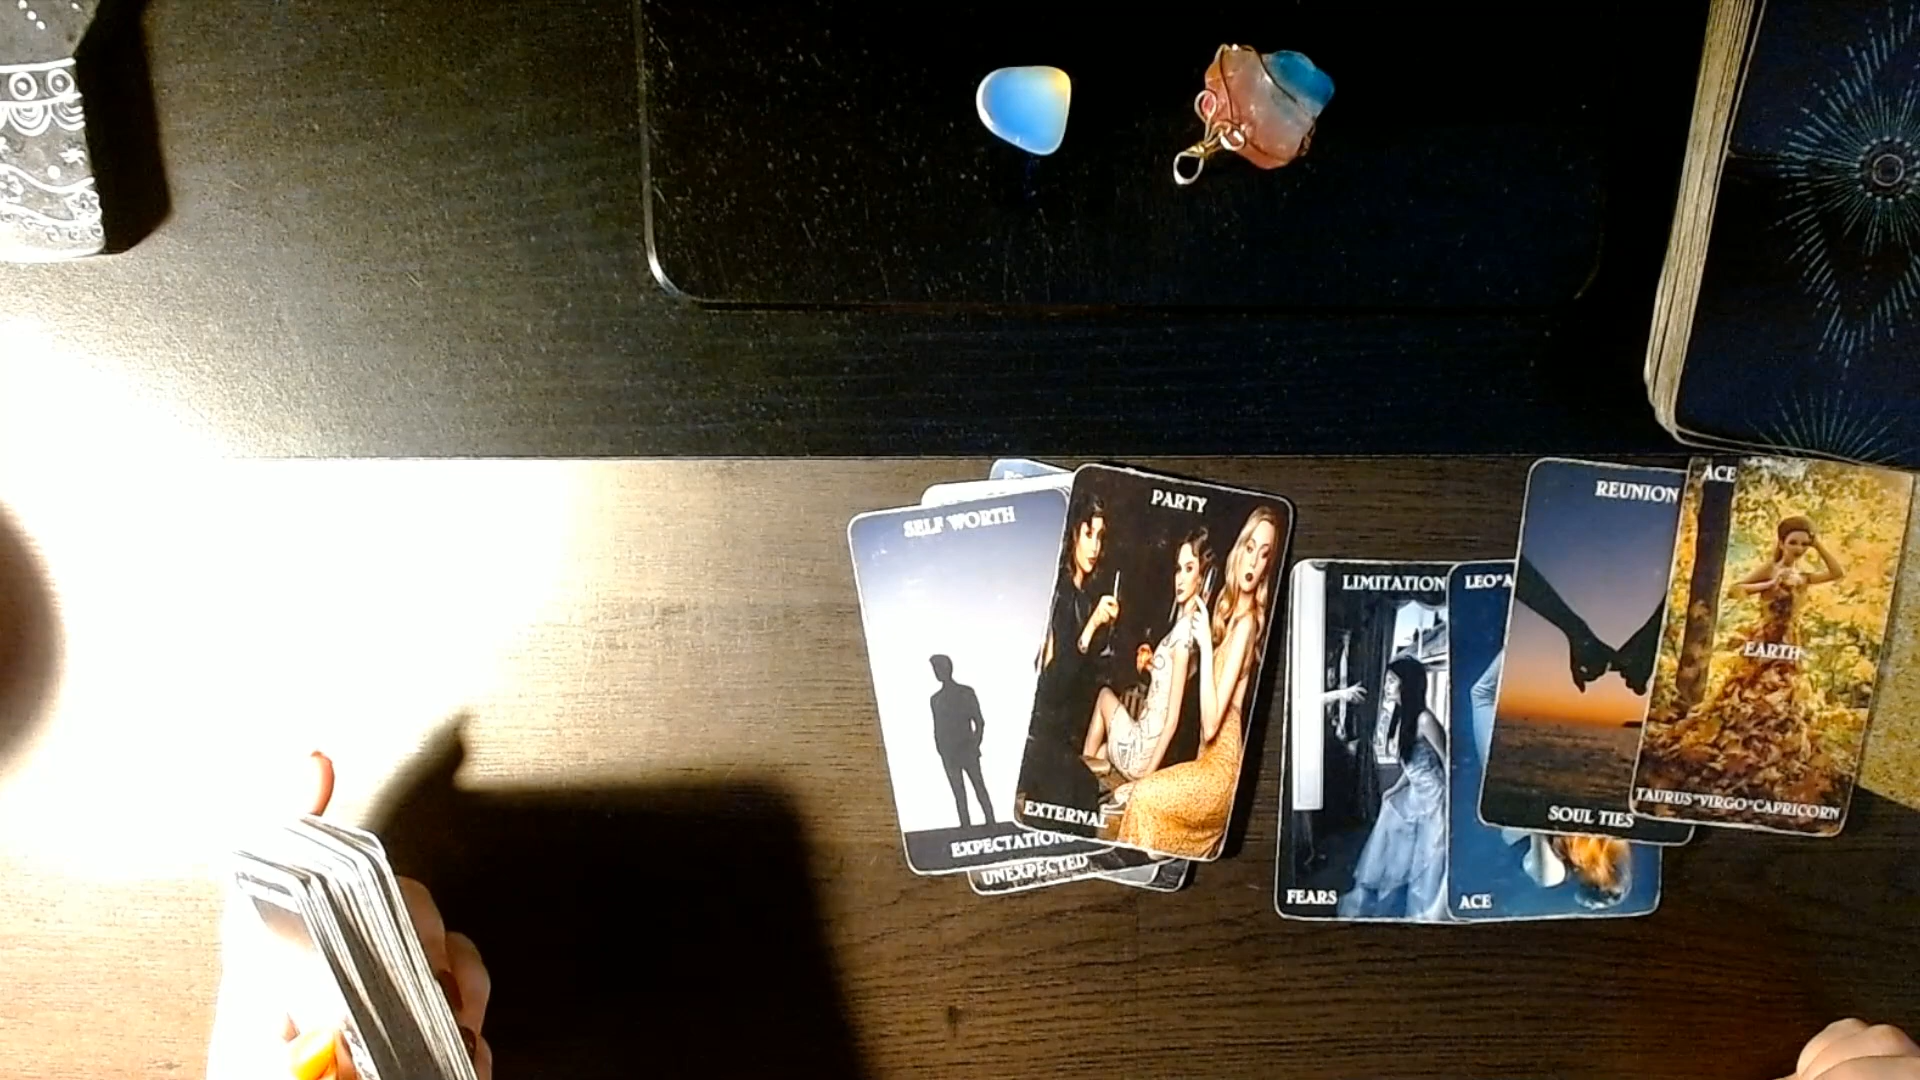 SELF WORTH
EXPECTATIONS
UNEXPECTED
PARTY
EXTERNAL
LIMITATION
FEARS
ACE
REUNION
SOUL TIES
ACE
EARTH
TAURUS*VIRGO*CAPRICORN